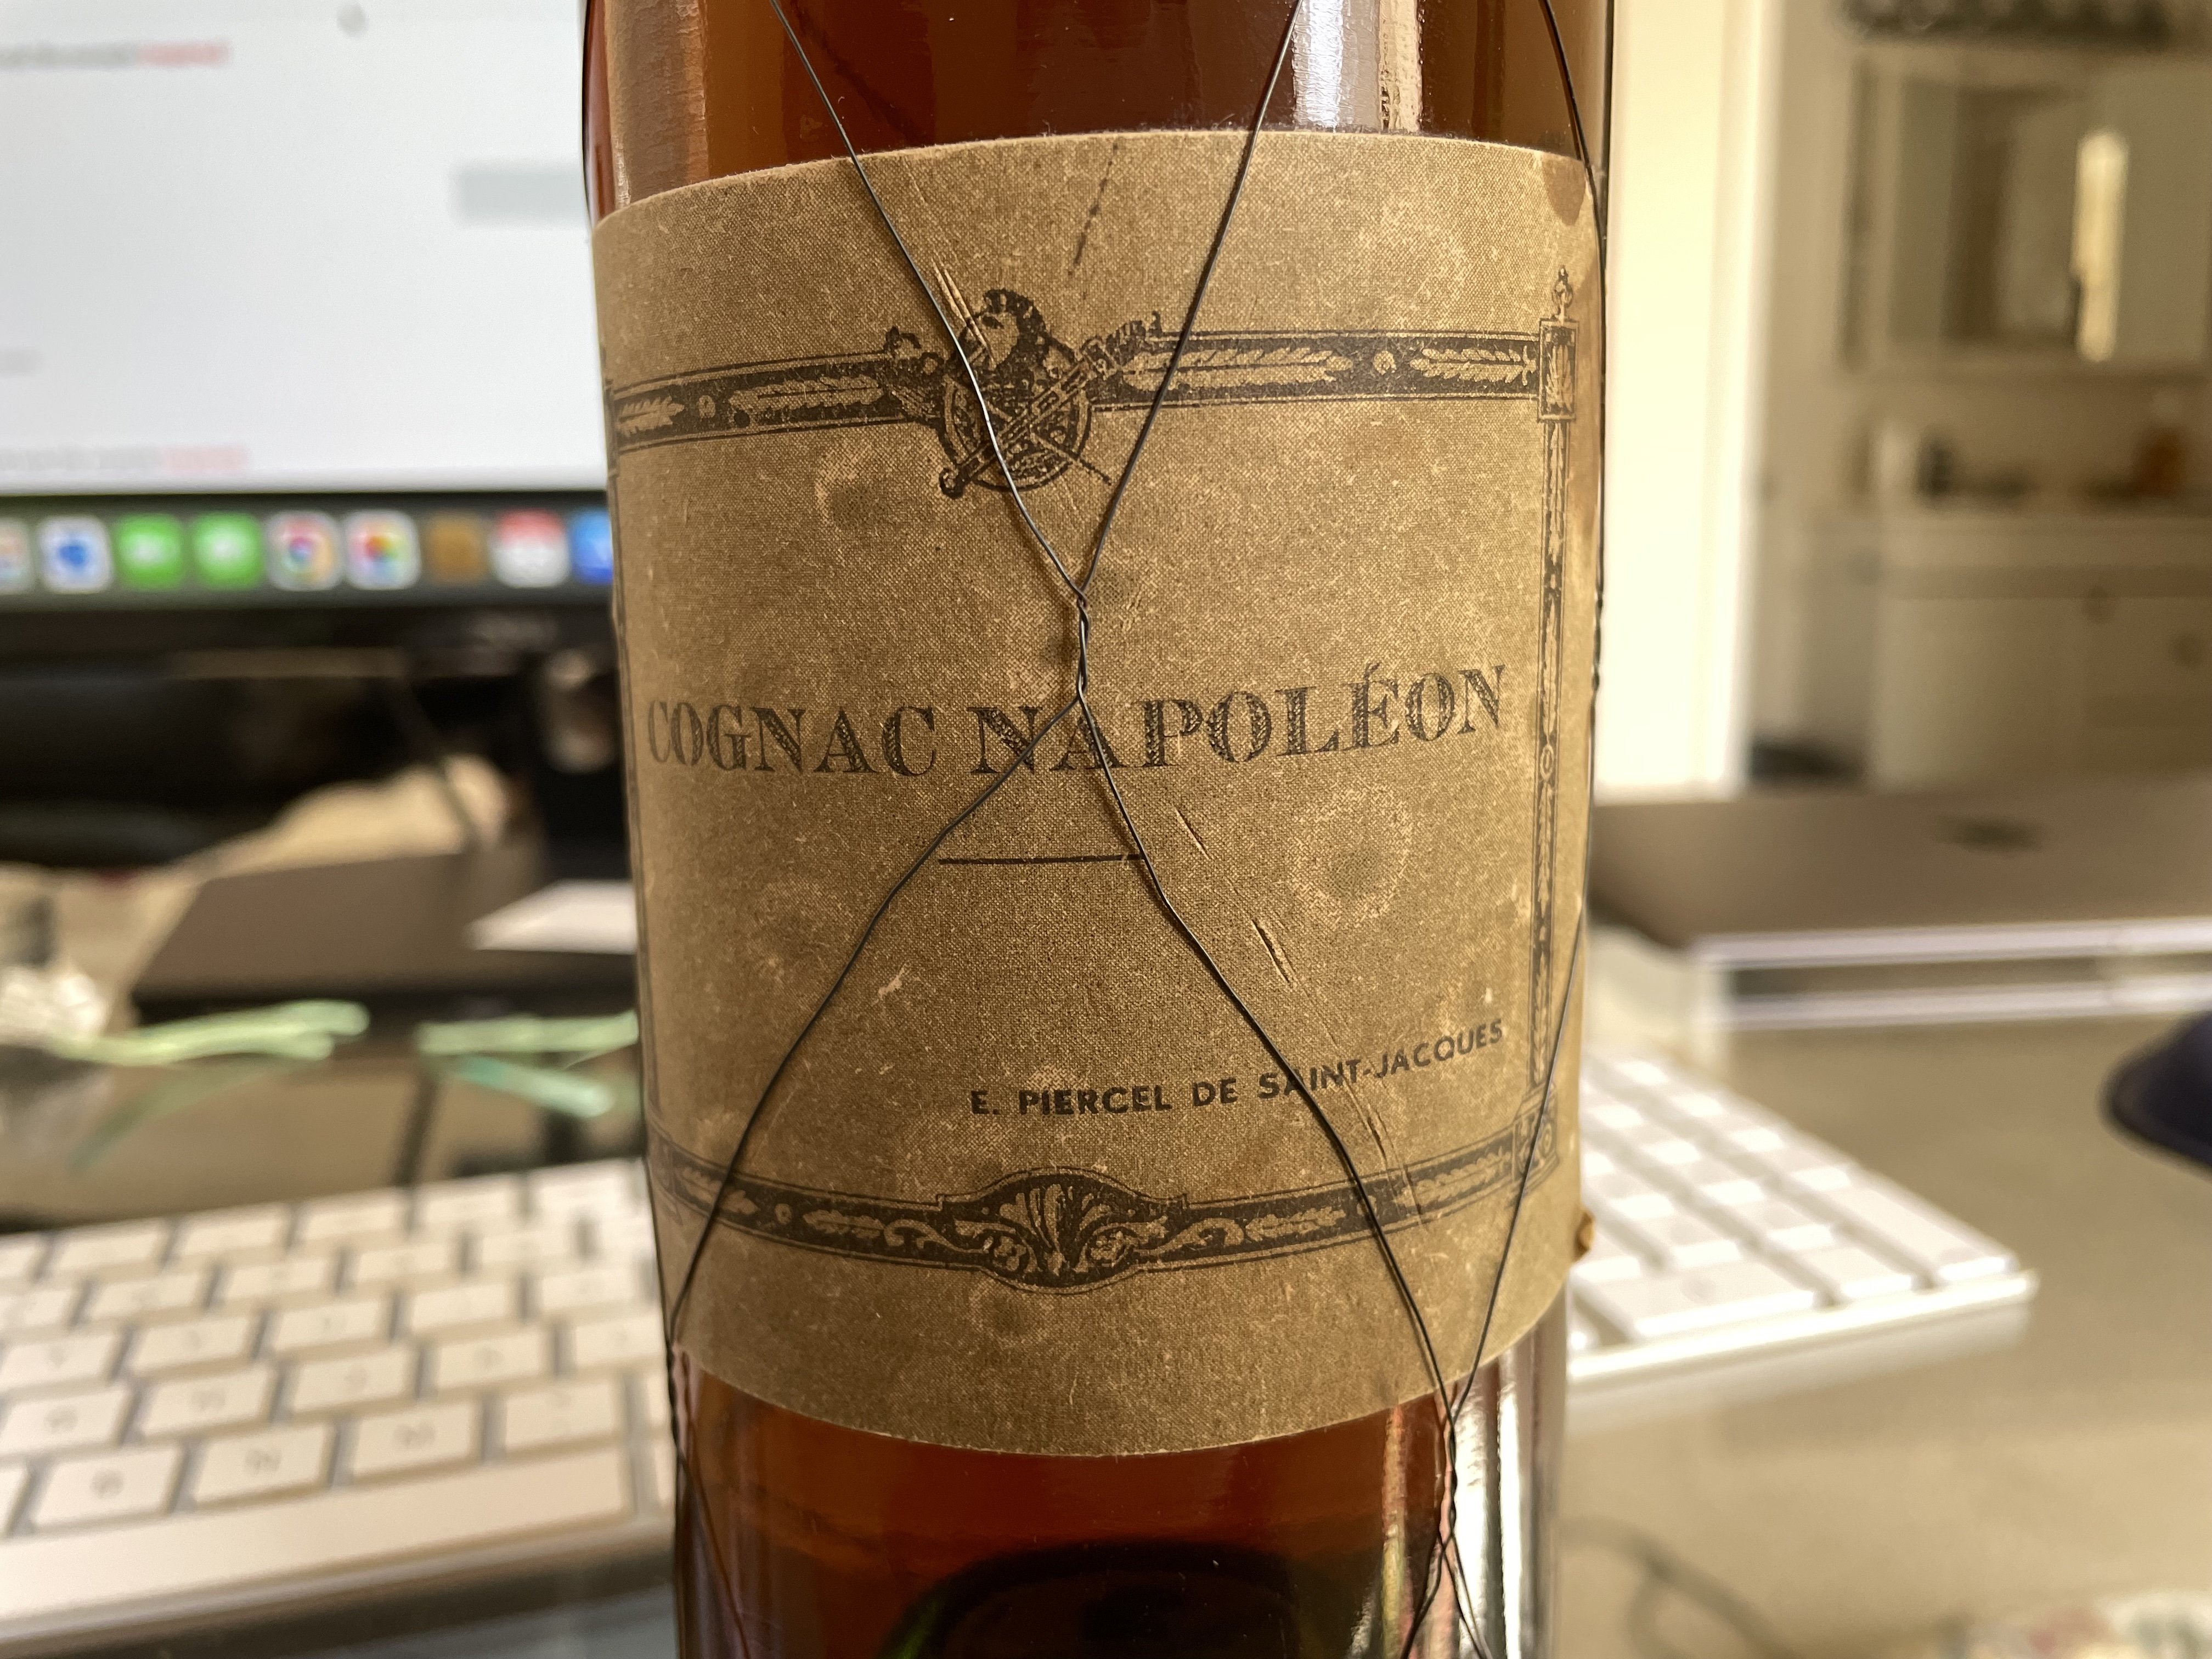 COGNAC NAPOLÉON
E. PIERCEL DE SAINT-JACQUES